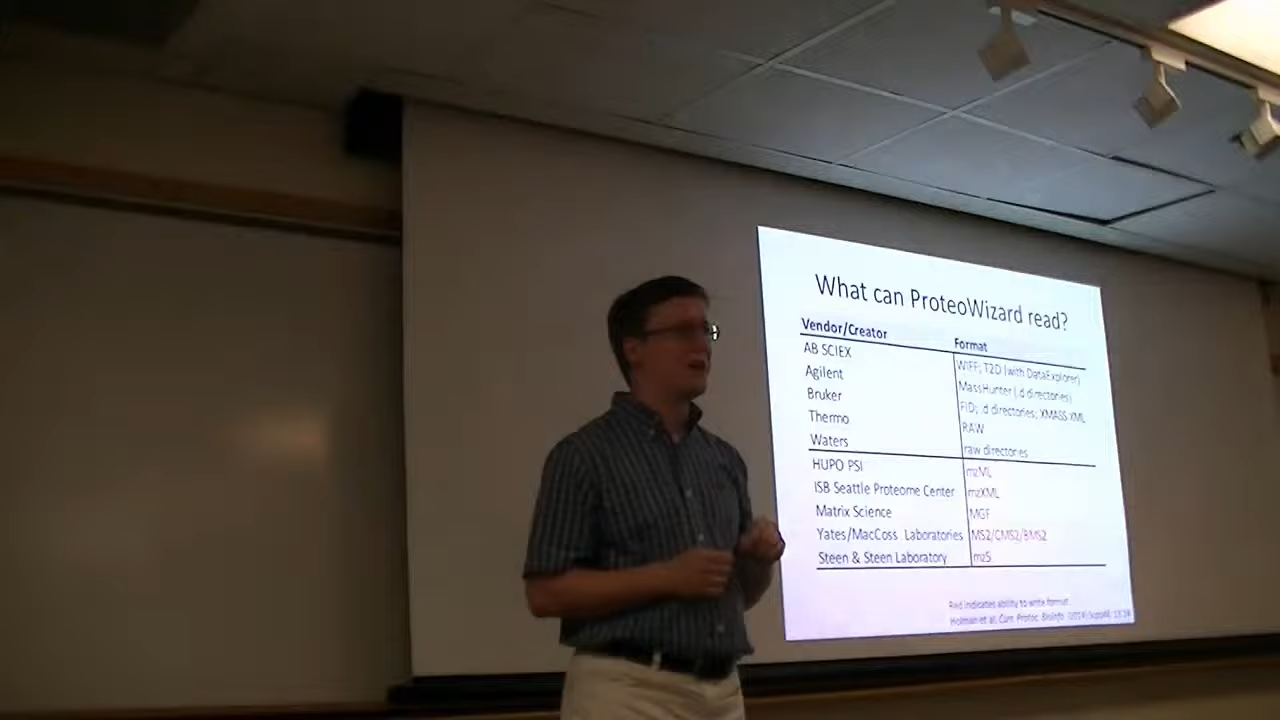 What can ProteoWizard read?
Vendor/Creator Format
AB SCIEX WIFF; T2D (with DataExplorer)
Agilent MassHunter (.d directories)
Bruker FID; .d directories; XMASS XML
Thermo RAW
Waters raw directories
HUPO PSI mzML
ISB Seattle Proteome Center mzXML
Matrix Science MGF
Yates/MacCoss Laboratories MS2/CMS2/BMS2
Steen & Steen Laboratory mz5
Red indicates ability to write format
Holman et al, Curr. Protoc. Bioinfo.